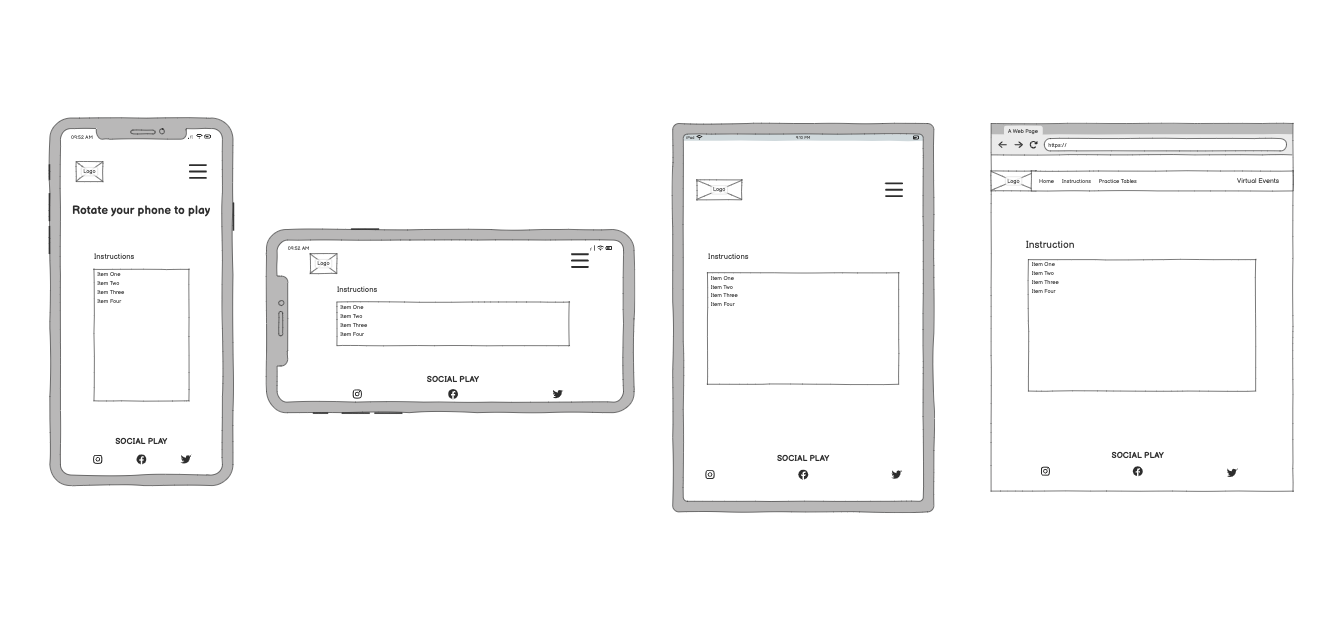 09:52 AM
Logo
Rotate your phone to play
Instructions
Item One
Item Two
Item Three
Item Four
SOCIAL PLAY
09:52 AM
Logo
Instructions
Item One
Item Two
Item Three
Item Four
SOCIAL PLAY
iPad 9:10 PM
Logo
Instructions
Item One
Item Two
Item Three
Item Four
SOCIAL PLAY
A Web Page
https://
Logo Home Instructions Practice Tables Virtual Events
Instruction
Item One
Item Two
Item Three
Item Four
SOCIAL PLAY